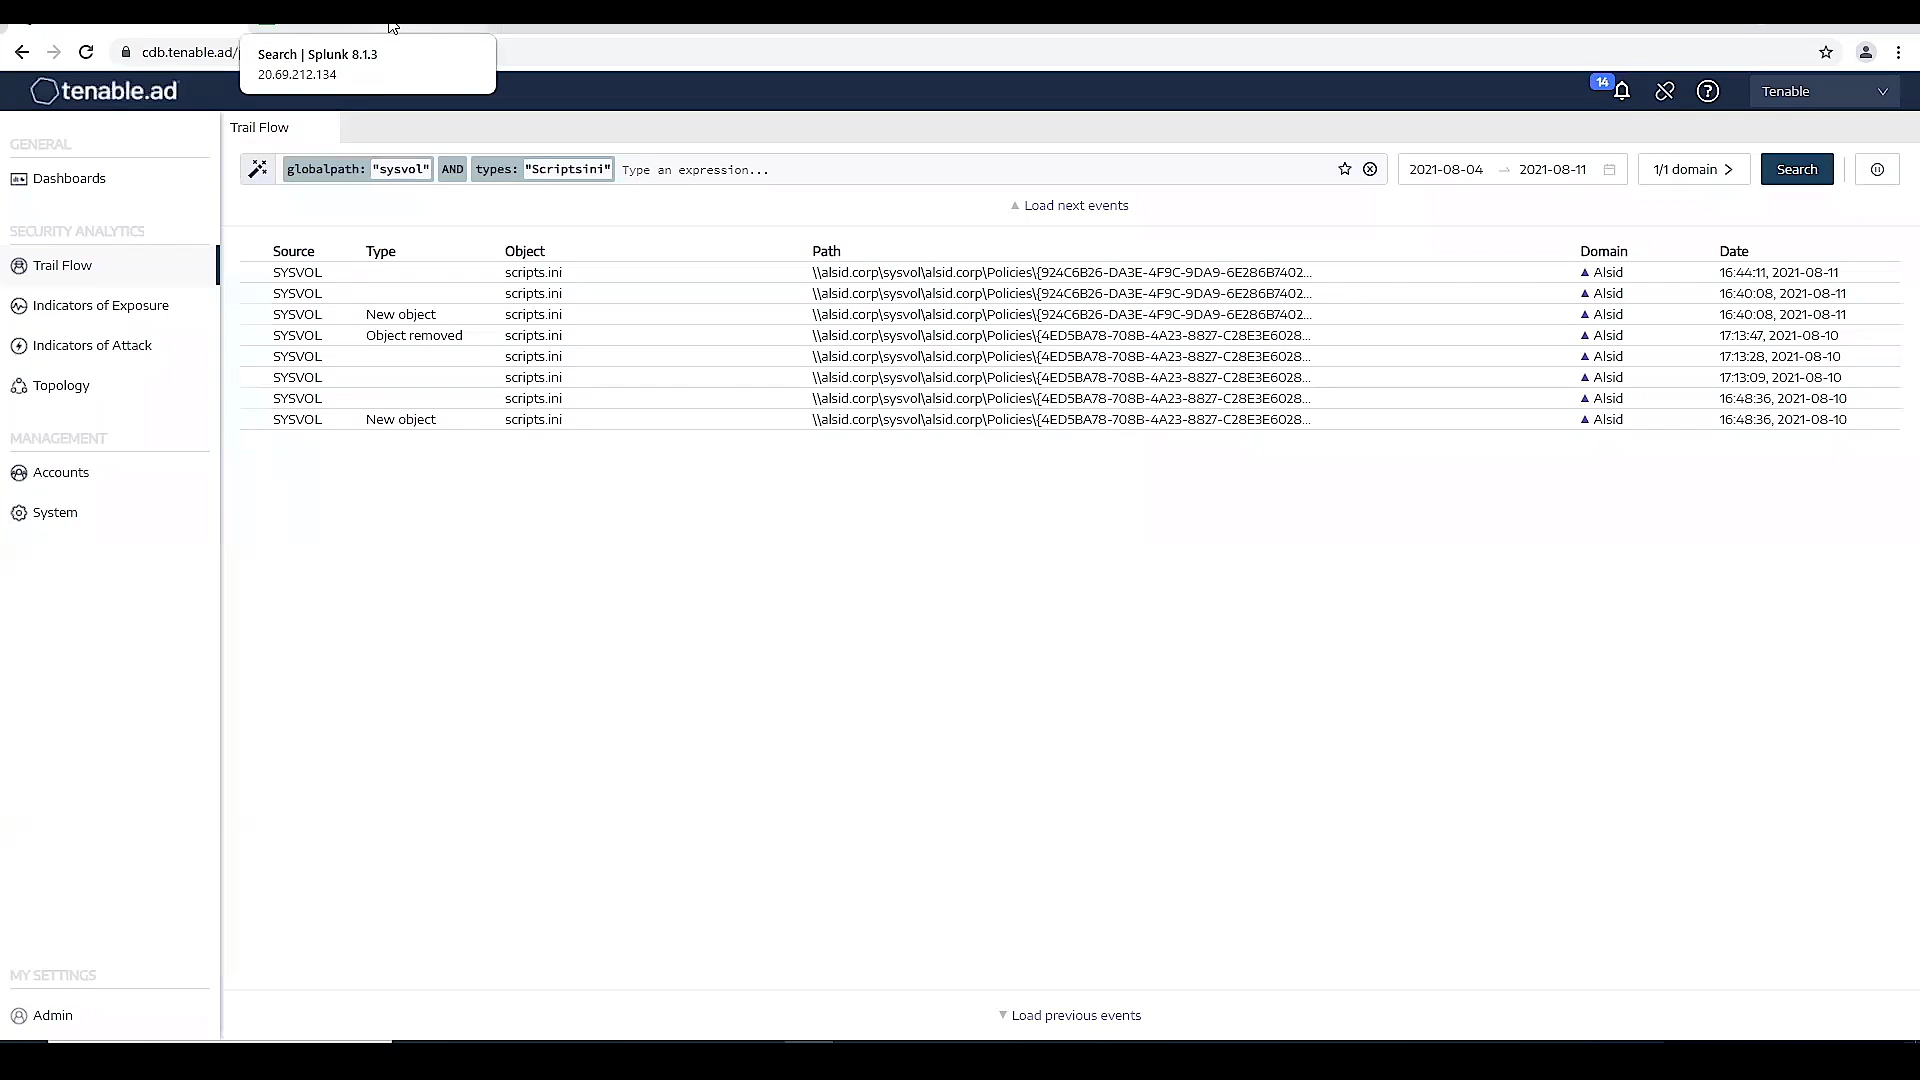 Search | Splunk 8.1.3
20.69.212.134
cdb.tenable.ad/
tenable.ad
14
Tenable
GENERAL
Dashboards
SECURITY ANALYTICS
Trail Flow
Indicators of Exposure
Indicators of Attack
Topology
MANAGEMENT
Accounts
System
MY SETTINGS
Admin
Trail Flow
globalpath: "sysvol" AND types: "Scriptsini" Type an expression...
2021-08-04 → 2021-08-11
1/1 domain >
Search
▲ Load next events
Source Type Object Path Domain Date
SYSVOL scripts.ini \\alsid.corp\sysvol\alsid.corp\Policies\{924C6B26-DA3E-4F9C-9DA9-6E286B7402... Alsid 16:44:11, 2021-08-11
SYSVOL scripts.ini \\alsid.corp\sysvol\alsid.corp\Policies\{924C6B26-DA3E-4F9C-9DA9-6E286B7402... Alsid 16:40:08, 2021-08-11
SYSVOL New object scripts.ini \\alsid.corp\sysvol\alsid.corp\Policies\{924C6B26-DA3E-4F9C-9DA9-6E286B7402... Alsid 16:40:08, 2021-08-11
SYSVOL Object removed scripts.ini \\alsid.corp\sysvol\alsid.corp\Policies\{4ED5BA78-708B-4A23-8827-C28E3E6028... Alsid 17:13:47, 2021-08-10
SYSVOL scripts.ini \\alsid.corp\sysvol\alsid.corp\Policies\{4ED5BA78-708B-4A23-8827-C28E3E6028... Alsid 17:13:28, 2021-08-10
SYSVOL scripts.ini \\alsid.corp\sysvol\alsid.corp\Policies\{4ED5BA78-708B-4A23-8827-C28E3E6028... Alsid 17:13:09, 2021-08-10
SYSVOL scripts.ini \\alsid.corp\sysvol\alsid.corp\Policies\{4ED5BA78-708B-4A23-8827-C28E3E6028... Alsid 16:48:36, 2021-08-10
SYSVOL New object scripts.ini \\alsid.corp\sysvol\alsid.corp\Policies\{4ED5BA78-708B-4A23-8827-C28E3E6028... Alsid 16:48:36, 2021-08-10
▼ Load previous events